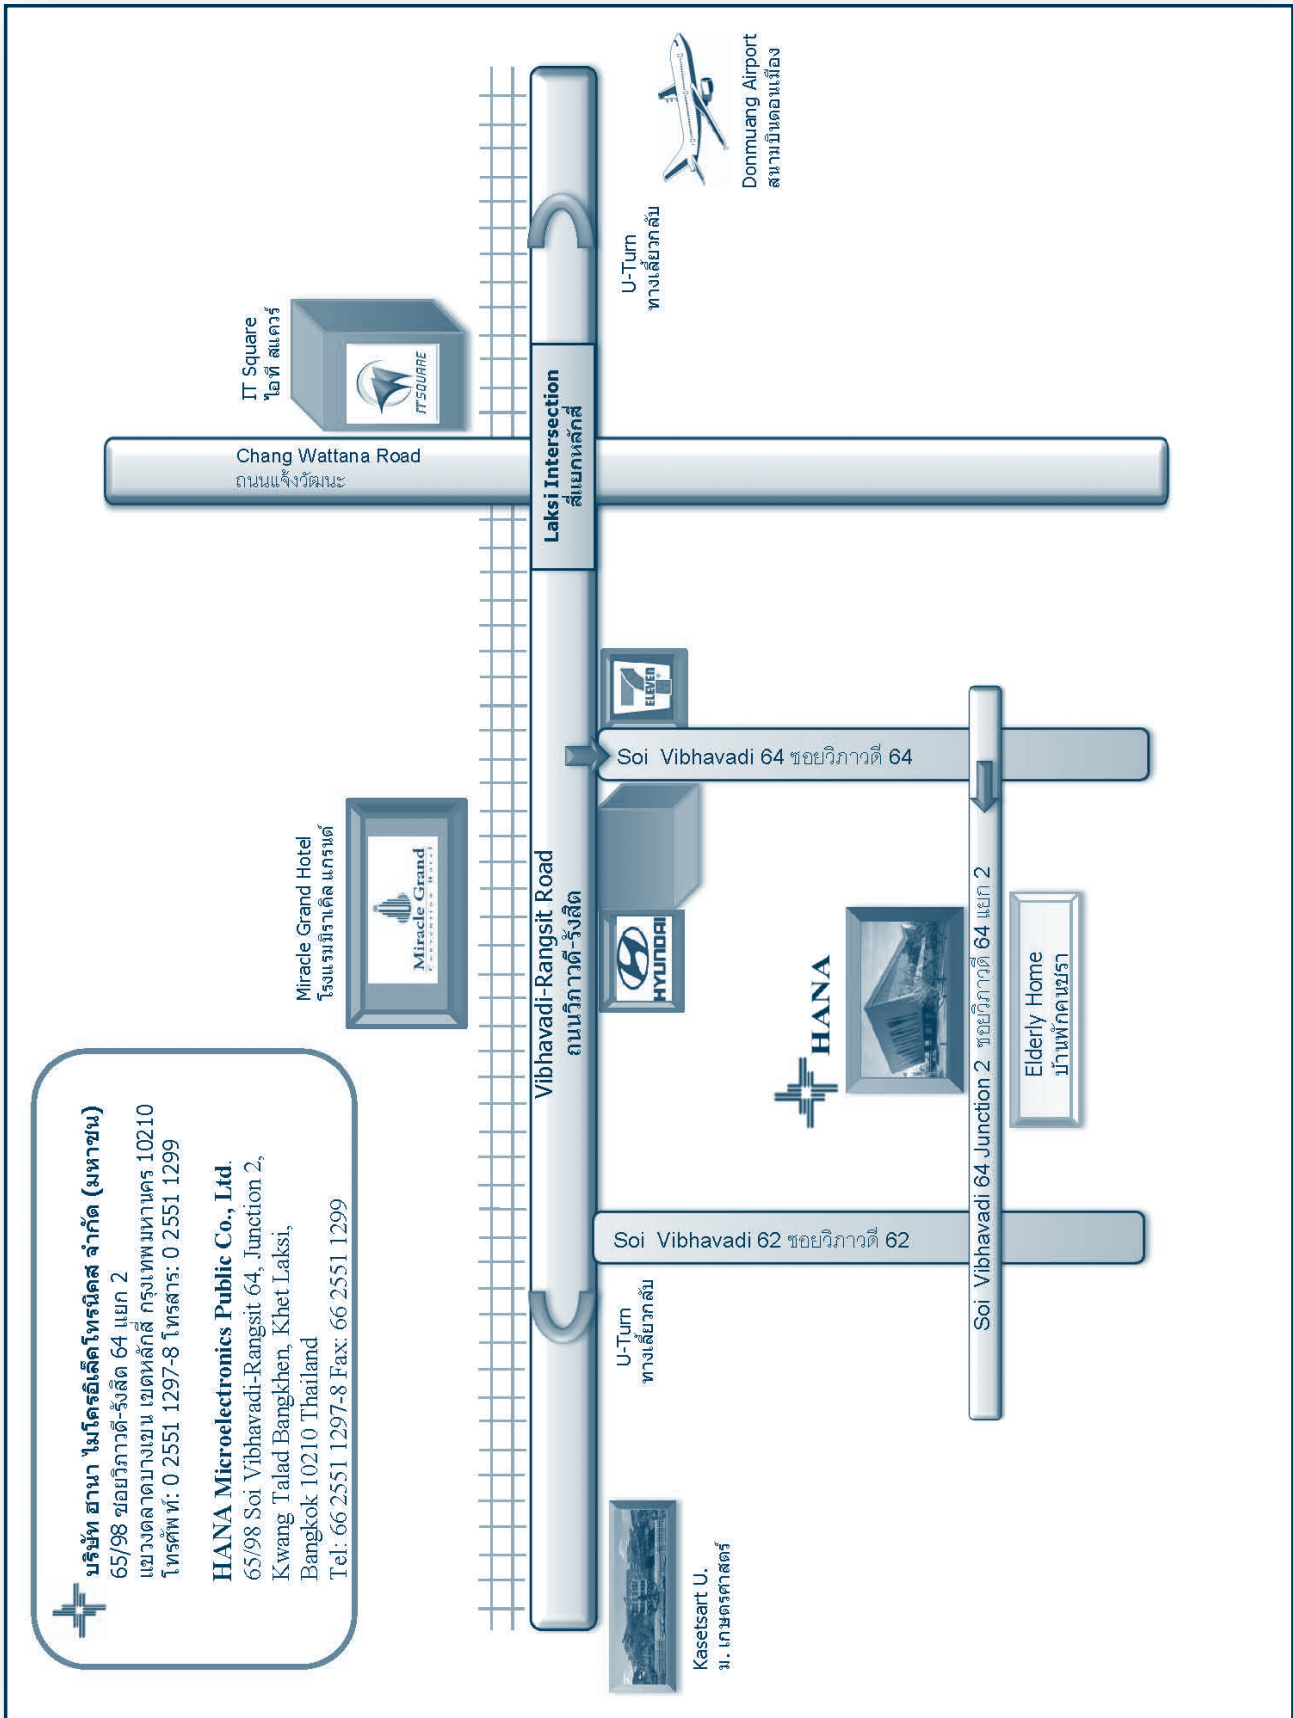 บริษัท ฮานา ไมโครอิเล็คโทรนิคส จำกัด (มหาชน)
65/98 ซอยวิภาวดี-รังสิต 64 แยก 2
แขวงตลาดบางเขน เขตหลักสี่ กรุงเทพมหานคร 10210
โทรศัพท์: 0 2551 1297-8 โทรสาร: 0 2551 1299
HANA Microelectronics Public Co., Ltd.
65/98 Soi Vibhavadi-Rangsit 64, Junction 2,
Kwang Talad Bangkhen, Khet Laksi,
Bangkok 10210 Thailand
Tel: 66 2551 1297-8 Fax: 66 2551 1299
Miracle Grand Hotel
โรงแรมมิราเคิล แกรนด์
Miracle Grand
Convention Hotel
IT Square
ไอที สแควร์
IT SQUARE
Chang Wattana Road
ถนนแจ้งวัฒนะ
Vibhavadi-Rangsit Road
ถนนวิภาวดี-รังสิต
Laksi Intersection
สี่แยกหลักสี่
Kasetsart U.
ม. เกษตรศาสตร์
U-Turn
ทางเลี้ยวกลับ
Soi Vibhavadi 62 ซอยวิภาวดี 62
HYUNDAI
Soi Vibhavadi 64 ซอยวิภาวดี 64
7
ELEVEN
U-Turn
ทางเลี้ยวกลับ
Donmuang Airport
สนามบินดอนเมือง
HANA
Soi Vibhavadi 64 Junction 2 ซอยวิภาวดี 64 แยก 2
Elderly Home
บ้านพักคนชรา